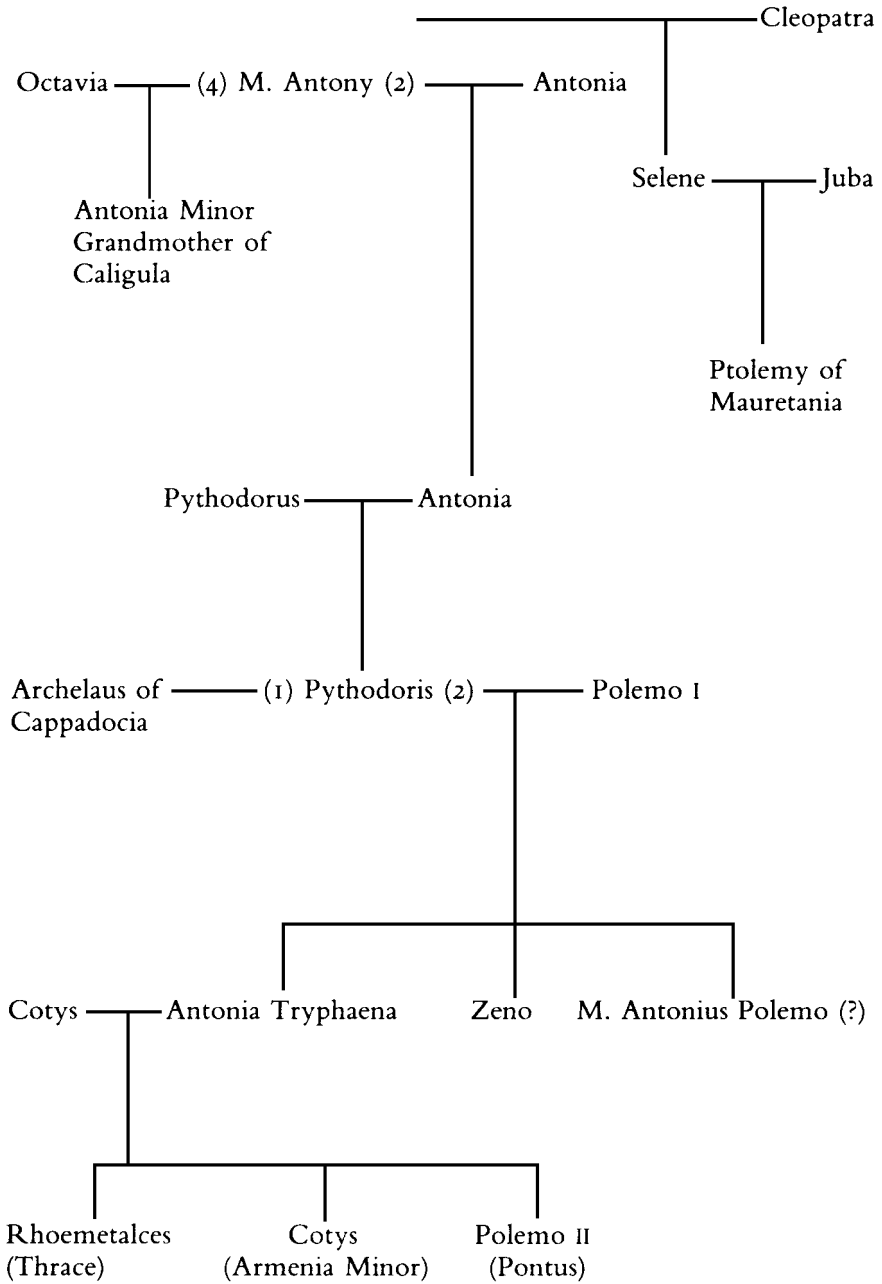 Cleopatra
Octavia (4) M. Antony (2) Antonia
Selene Juba
Antonia Minor
Grandmother of
Caligula
Ptolemy of
Mauretania
Pythodorus Antonia
Archelaus of (1) Pythodoris (2) Polemo I
Cappadocia
Cotys Antonia Tryphaena Zeno M. Antonius Polemo (?)
Rhoemetalces Cotys Polemo II
(Thrace) (Armenia Minor) (Pontus)